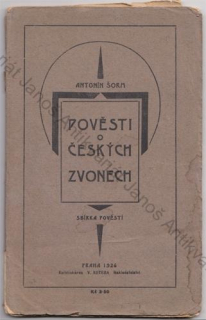 ANTONÍN ŠORM
POVĚSTI
O
ČESKÝCH
ZVONECH
SBÍRKA POVĚSTÍ
PRAHA 1926